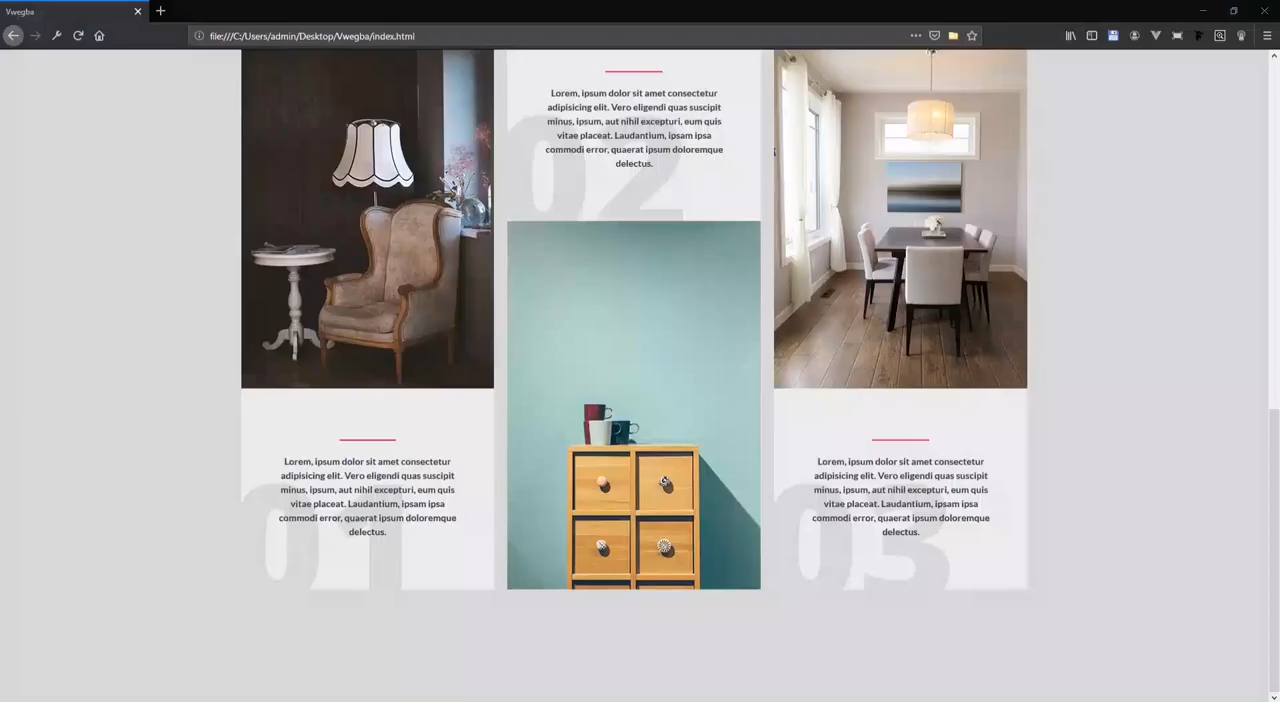 Vwegba
file:///C:/Users/admin/Desktop/Vwegba/index.html
Lorem, ipsum dolor sit amet consectetur
adipisicing elit. Vero eligendi quas suscipit
minus, ipsum, aut nihil excepturi, eum quis
vitae placeat. Laudantium, ipsam ipsa
commodi error, quaerat ipsum doloremque
delectus.
02
Lorem, ipsum dolor sit amet consectetur
adipisicing elit. Vero eligendi quas suscipit
minus, ipsum, aut nihil excepturi, eum quis
vitae placeat. Laudantium, ipsam ipsa
commodi error, quaerat ipsum doloremque
delectus.
01
Lorem, ipsum dolor sit amet consectetur
adipisicing elit. Vero eligendi quas suscipit
minus, ipsum, aut nihil excepturi, eum quis
vitae placeat. Laudantium, ipsam ipsa
commodi error, quaerat ipsum doloremque
delectus.
03